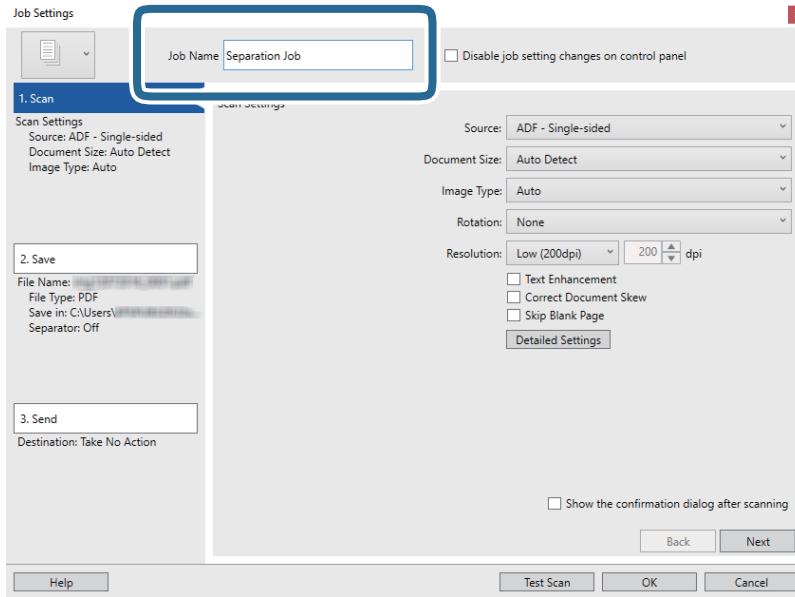 Job Settings
Job Name Separation Job
Disable job setting changes on control panel
1. Scan
Scan Settings
Source: ADF - Single-sided
Document Size: Auto Detect
Image Type: Auto
2. Save
File Name:
File Type: PDF
Save in: C:\Users\
Separator: Off
3. Send
Destination: Take No Action
Scan Settings
Source: ADF - Single-sided
Document Size: Auto Detect
Image Type: Auto
Rotation: None
Resolution: Low (200dpi) 200 dpi
Text Enhancement
Correct Document Skew
Skip Blank Page
Detailed Settings
Show the confirmation dialog after scanning
Back Next
Help Test Scan OK Cancel